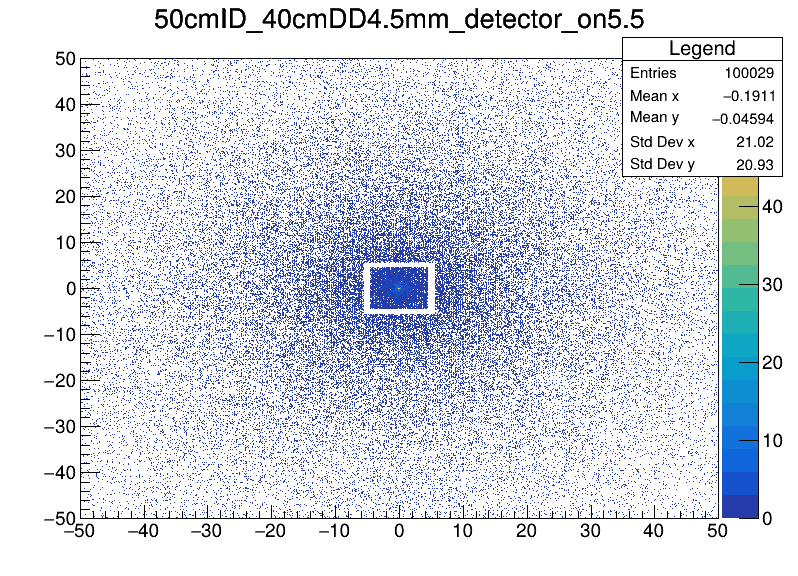 50cmID_40cmDD4.5mm_detector_on5.5
Legend
Entries 100029
Mean x −0.1911
Mean y −0.04594
Std Dev x 21.02
Std Dev y 20.93
50
40
30
20
10
0
−10
−20
−30
−40
−50
−50 −40 −30 −20 −10 0 10 20 30 40 50
40
30
20
10
0